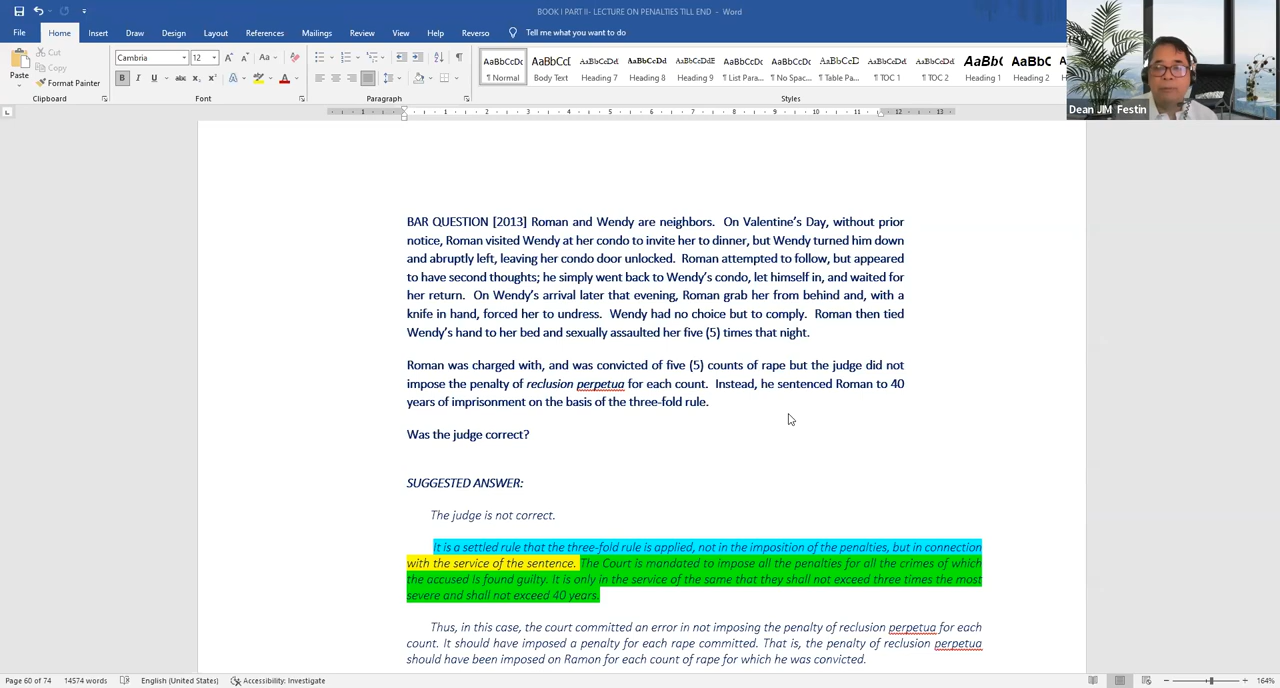 BOOK I PART II- LECTURE ON PENALTIES TILL END - Word
File Home Insert Draw Design Layout References Mailings Review View Help Reverso Tell me what you want to do
Paste
Cut
Copy
Format Painter
Clipboard
Cambria 12
Font
Paragraph
AaBbCcDc AaBbC( AaBbCcDd AaBbCcDd AaBbCcDdE AaBbCcDc AaBbCcDc AaBbCcD AaBbCcDc AaBbCcDd AaB( AaBbC
¶ Normal Body Text Heading 7 Heading 8 Heading 9 ¶ List Para... ¶ No Spac... ¶ Table Pa... ¶ TOC 1 ¶ TOC 2 Heading 1 Heading 2
Styles
Dean JM Festin
BAR QUESTION [2013] Roman and Wendy are neighbors. On Valentine's Day, without prior
notice, Roman visited Wendy at her condo to invite her to dinner, but Wendy turned him down
and abruptly left, leaving her condo door unlocked. Roman attempted to follow, but appeared
to have second thoughts; he simply went back to Wendy's condo, let himself in, and waited for
her return. On Wendy's arrival later that evening, Roman grab her from behind and, with a
knife in hand, forced her to undress. Wendy had no choice but to comply. Roman then tied
Wendy's hand to her bed and sexually assaulted her five (5) times that night.
Roman was charged with, and was convicted of five (5) counts of rape but the judge did not
impose the penalty of reclusion perpetua for each count. Instead, he sentenced Roman to 40
years of imprisonment on the basis of the three-fold rule.
Was the judge correct?
SUGGESTED ANSWER:
The judge is not correct.
It is a settled rule that the three-fold rule is applied, not in the imposition of the penalties, but in connection
with the service of the sentence. The Court is mandated to impose all the penalties for all the crimes of which
the accused is found guilty. It is only in the service of the same that they shall not exceed three times the most
severe and shall not exceed 40 years.
Thus, in this case, the court committed an error in not imposing the penalty of reclusion perpetua for each
count. It should have imposed a penalty for each rape committed. That is, the penalty of reclusion perpetua
should have been imposed on Ramon for each count of rape for which he was convicted.
Page 60 of 74 14574 words English (United States) Accessibility: Investigate 164%